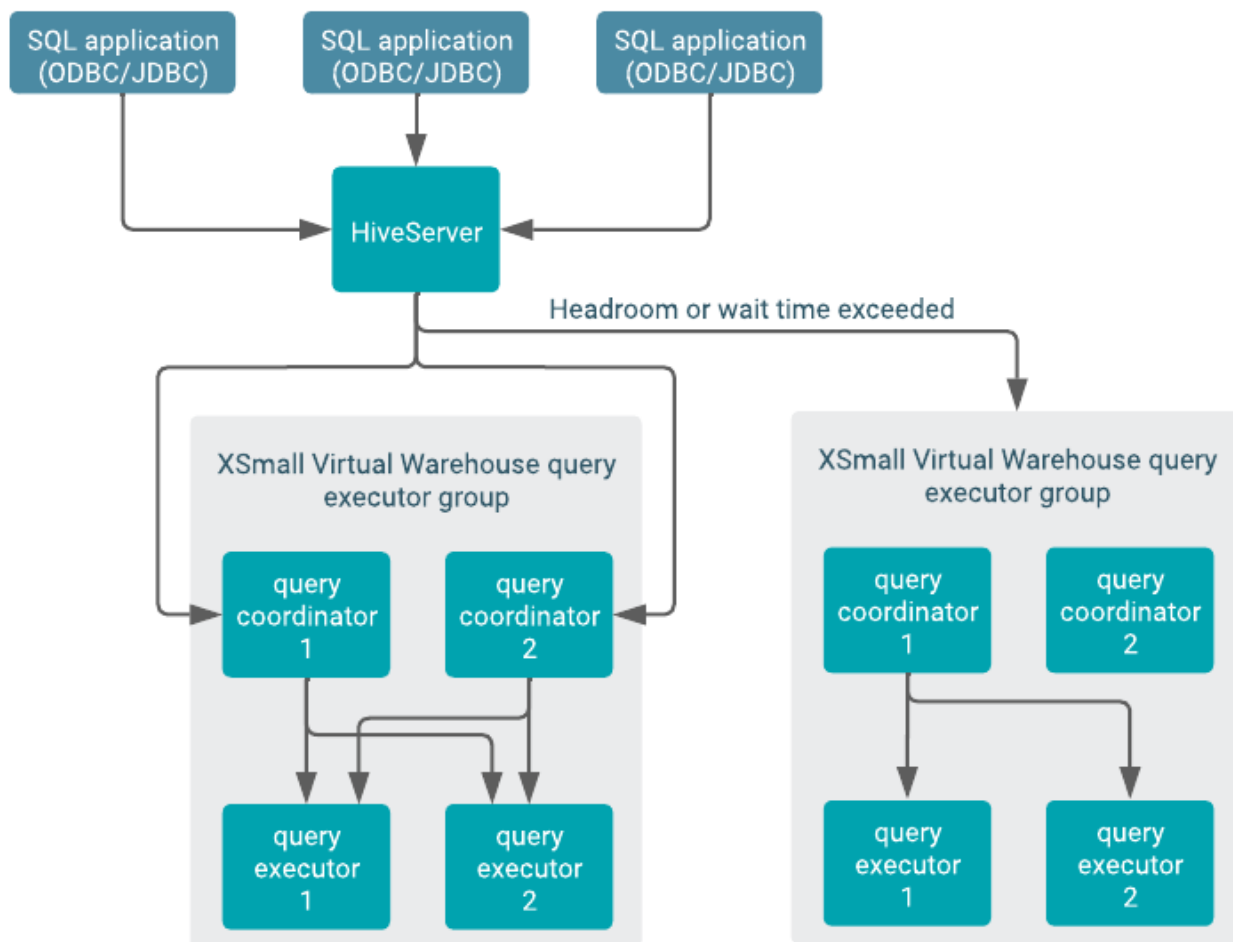 SQL application
(ODBC/JDBC)
SQL application
(ODBC/JDBC)
SQL application
(ODBC/JDBC)
HiveServer
Headroom or wait time exceeded
XSmall Virtual Warehouse query
executor group
query
coordinator
1
query
coordinator
2
query
executor
1
query
executor
2
XSmall Virtual Warehouse query
executor group
query
coordinator
1
query
coordinator
2
query
executor
1
query
executor
2